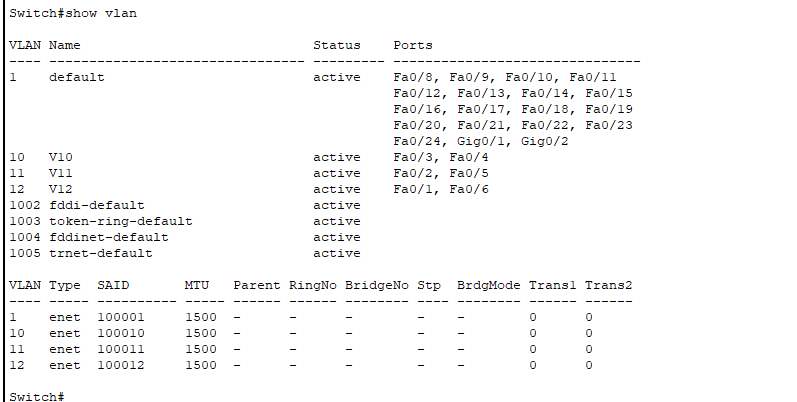 Switch#show vlan
VLAN Name                             Status    Ports
---- -------------------------------- --------- -------------------------------
1    default                          active    Fa0/8, Fa0/9, Fa0/10, Fa0/11
                                                Fa0/12, Fa0/13, Fa0/14, Fa0/15
                                                Fa0/16, Fa0/17, Fa0/18, Fa0/19
                                                Fa0/20, Fa0/21, Fa0/22, Fa0/23
                                                Fa0/24, Gig0/1, Gig0/2
10   V10                              active    Fa0/3, Fa0/4
11   V11                              active    Fa0/2, Fa0/5
12   V12                              active    Fa0/1, Fa0/6
1002 fddi-default                     active
1003 token-ring-default               active
1004 fddinet-default                  active
1005 trnet-default                    active
VLAN Type  SAID       MTU   Parent RingNo BridgeNo Stp  BrdgMode Trans1 Trans2
---- ----- ---------- ----- ------ ------ -------- ---- -------- ------ ------
1    enet  100001     1500  -      -      -        -    -        0      0
10   enet  100010     1500  -      -      -        -    -        0      0
11   enet  100011     1500  -      -      -        -    -        0      0
12   enet  100012     1500  -      -      -        -    -        0      0
Switch#